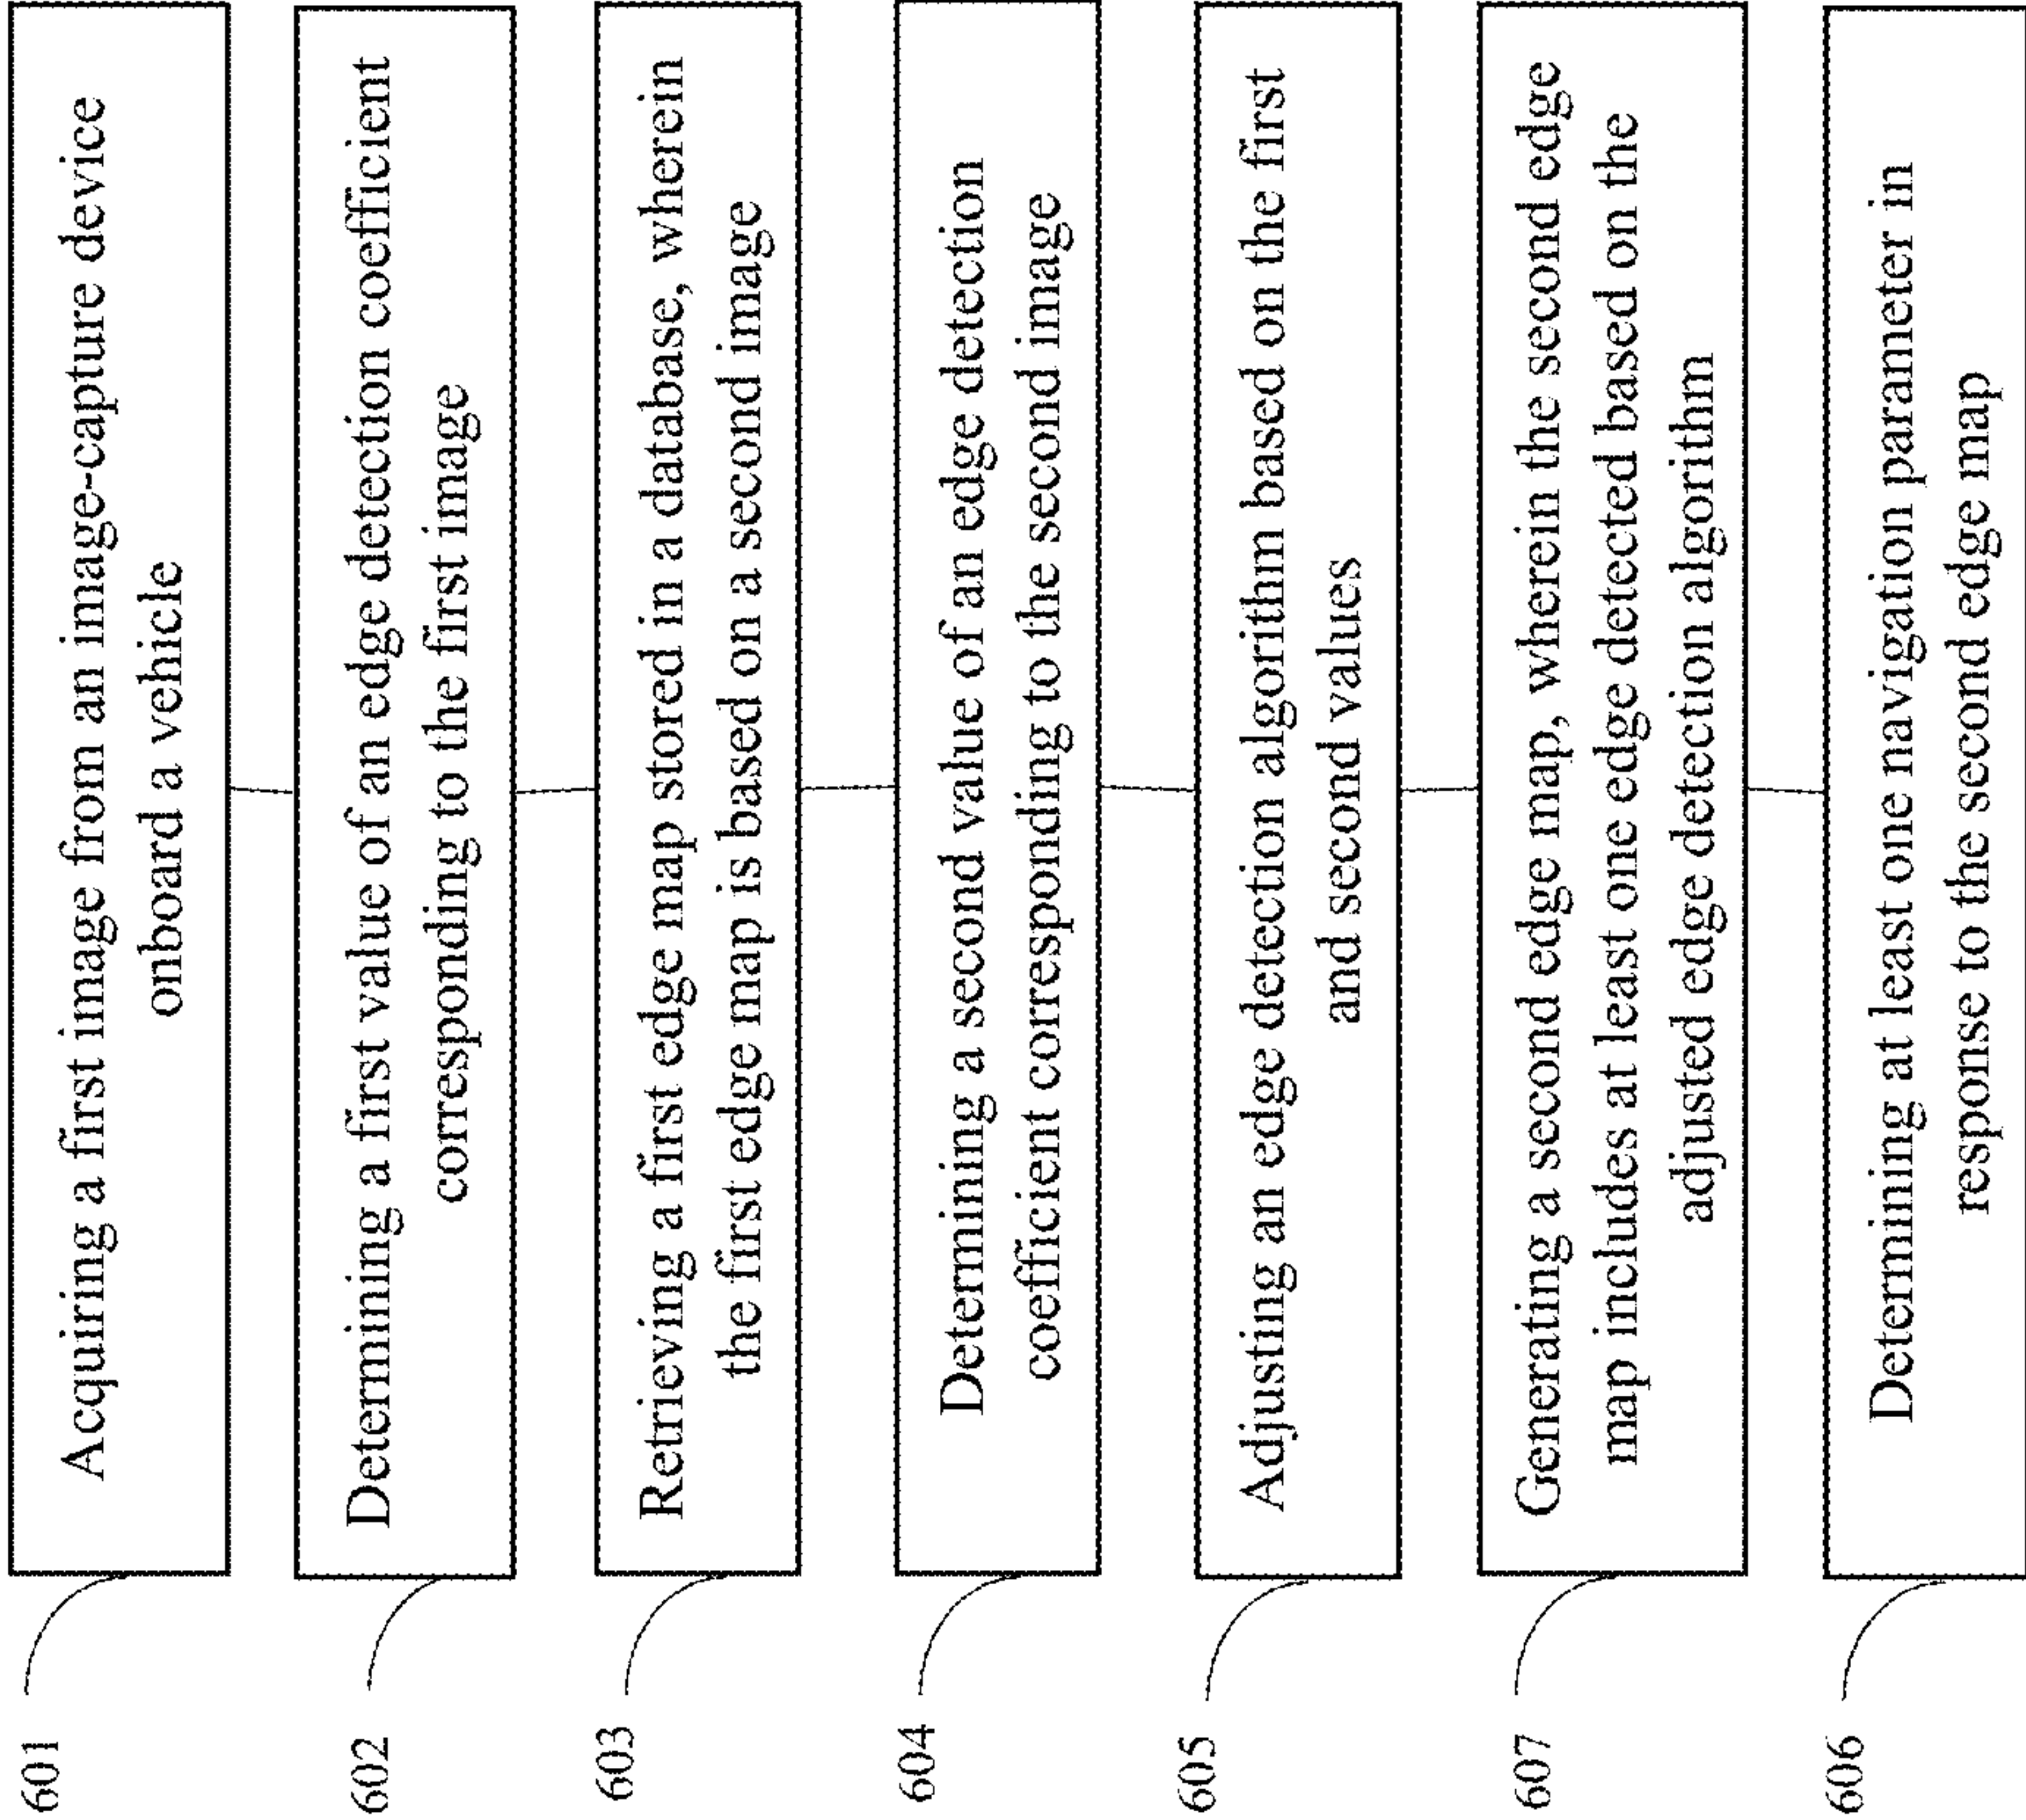 601
Acquiring a first image from an image-capture device
onboard a vehicle
602
Determining a first value of an edge detection coefficient
corresponding to the first image
603
Retrieving a first edge map stored in a database, wherein
the first edge map is based on a second image
604
Determining a second value of an edge detection
coefficient corresponding to the second image
605
Adjusting an edge detection algorithm based on the first
and second values
607
Generating a second edge map, wherein the second edge
map includes at least one edge detected based on the
adjusted edge detection algorithm
606
Determining at least one navigation parameter in
response to the second edge map